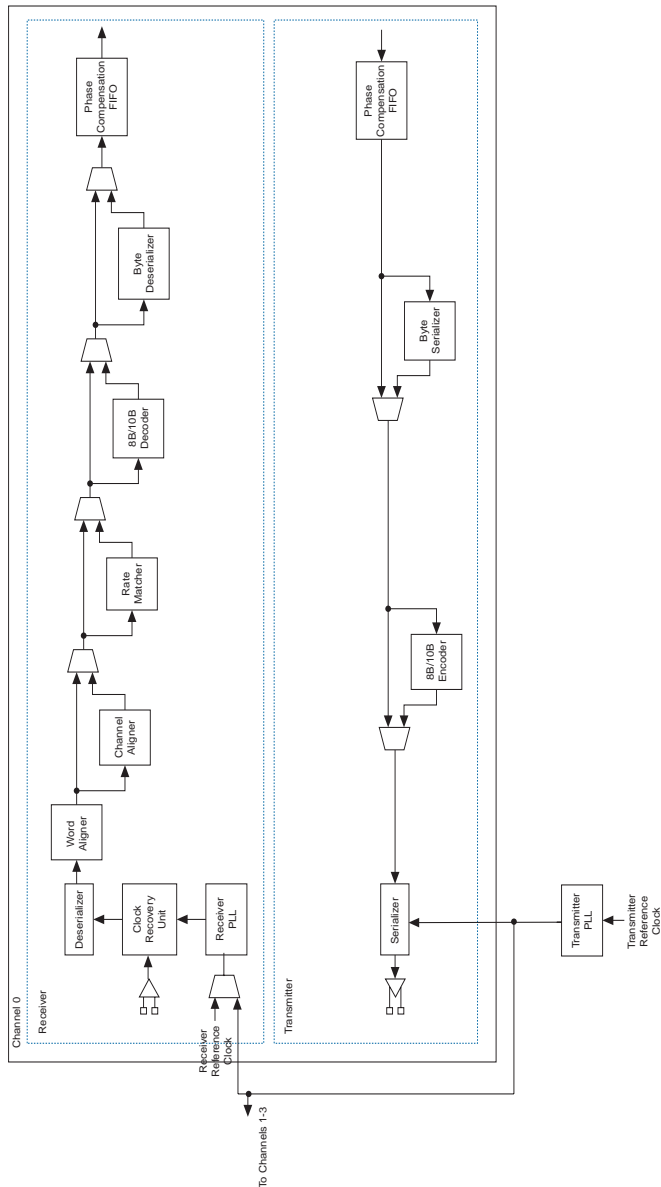 Channel 0
Receiver
Receiver
Reference
Clock
Receiver
PLL
Clock
Recovery
Unit
Deserializer
Word
Aligner
Channel
Aligner
Rate
Matcher
8B/10B
Decoder
Byte
Deserializer
Phase
Compensation
FIFO
Transmitter
Serializer
8B/10B
Encoder
Byte
Serializer
Phase
Compensation
FIFO
To Channels 1-3
Transmitter
PLL
Transmitter
Reference
Clock